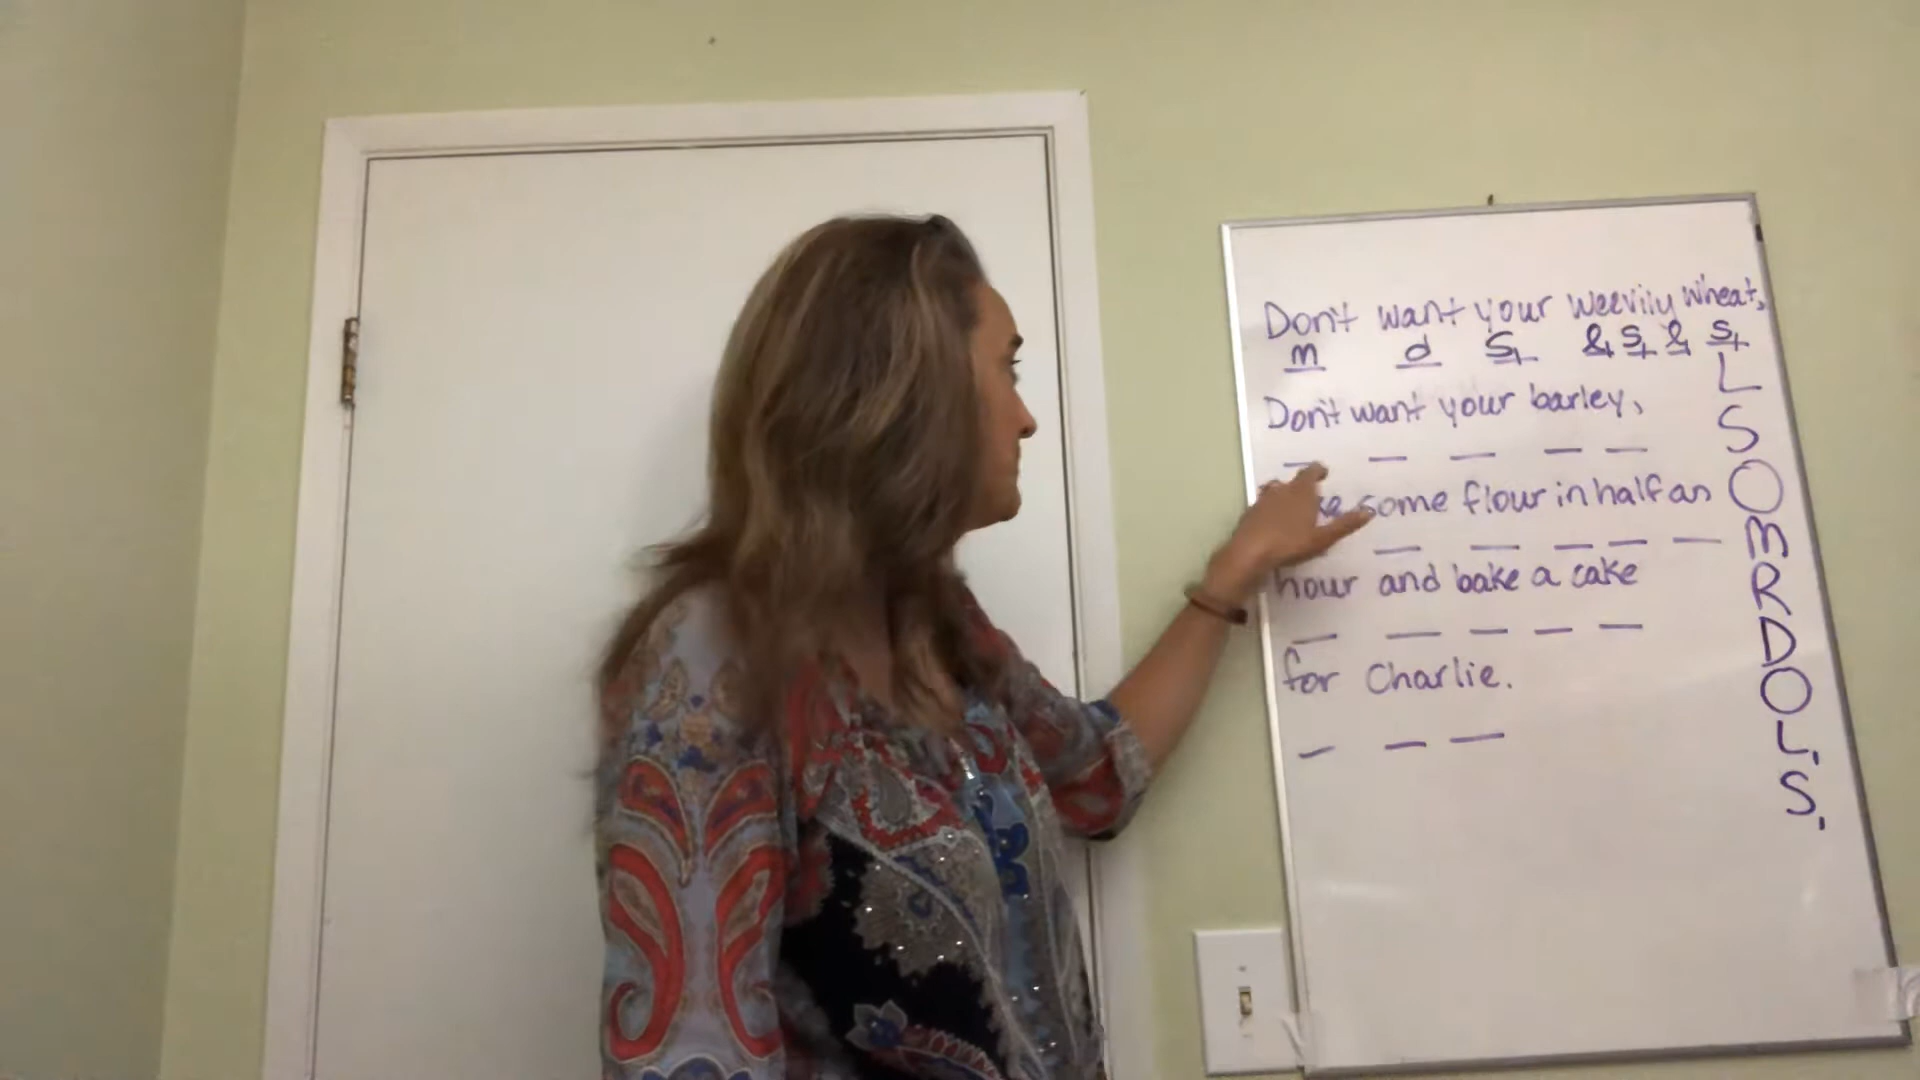 Don't want your weevily wheat,
m d s, & s, & s,
Don't want your barley,
some flour in half an
hour and bake a cake
for Charlie.
L
S
O
M
R
D
O
L,
S,